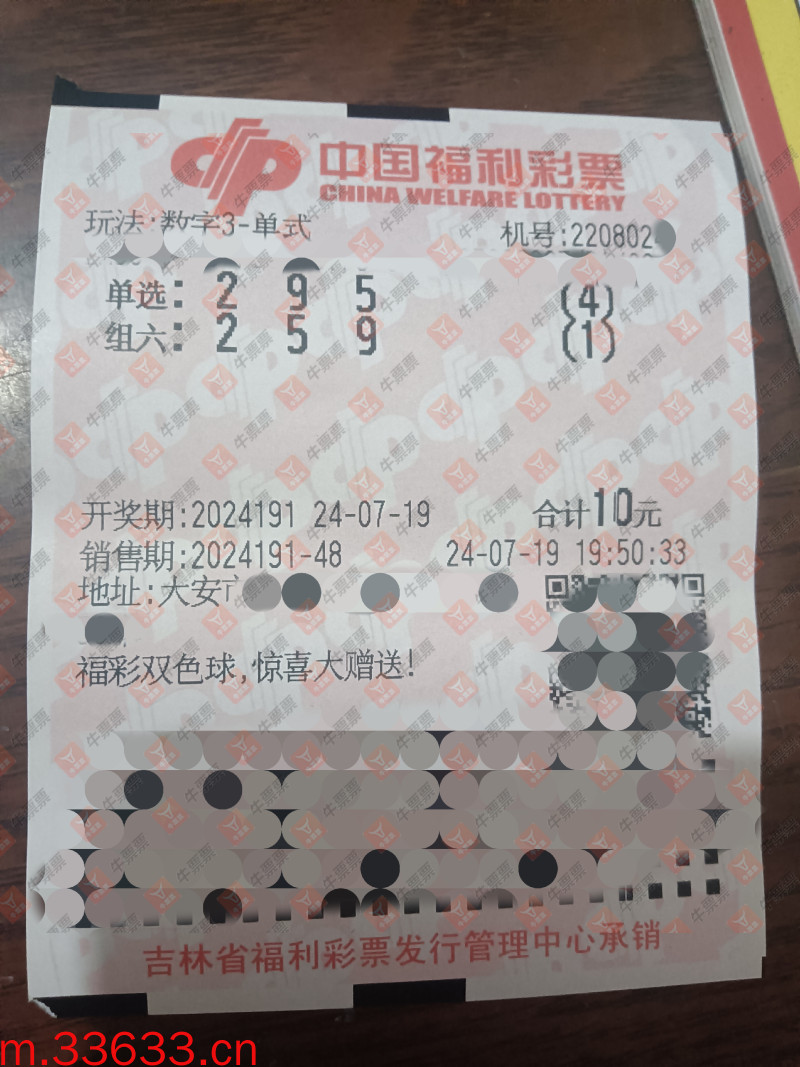 中国福利彩票
CHINA WELFARE LOTTERY
玩法:数字3-单式 机号:220802
单选: 2 9 5 (4)
组六: 2 5 9 (1)
开奖期:2024191 24-07-19 合计10元
销售期:2024191-48 24-07-19 19:50:33
地址:大安市
福彩双色球,惊喜大赠送!
吉林省福利彩票发行管理中心承销
m.33633.cn
牛票票